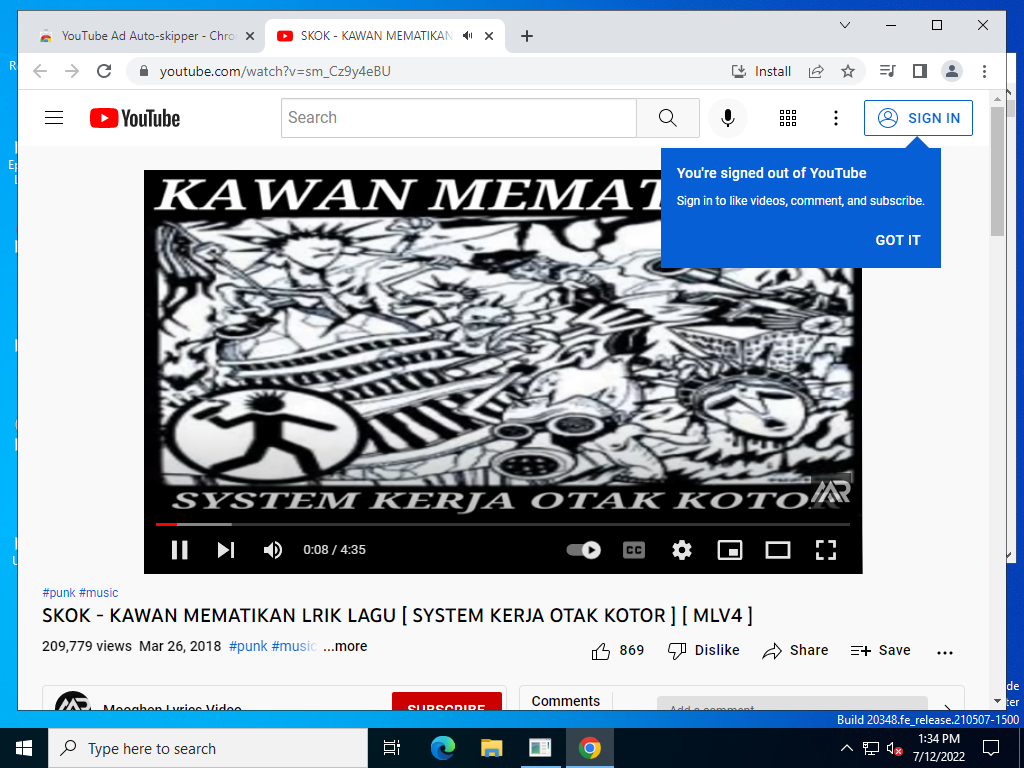 YouTube Ad Auto-skipper - Chro
SKOK - KAWAN MEMATIKAN
youtube.com/watch?v=sm_Cz9y4eBU
Install
YouTube
Search
SIGN IN
You're signed out of YouTube
Sign in to like videos, comment, and subscribe.
GOT IT
KAWAN MEMAT
SYSTEM KERJA OTAK KOTOR
0:08 / 4:35
CC
#punk #music
SKOK - KAWAN MEMATIKAN LRIK LAGU [ SYSTEM KERJA OTAK KOTOR ] [ MLV4 ]
209,779 views Mar 26, 2018 #punk #music ...more
869
Dislike
Share
Save
Mooghen Lyrics Video
SUBSCRIBE
Comments
Add a comment...
Build 20348.fe_release.210507-1500
Type here to search
1:34 PM
7/12/2022